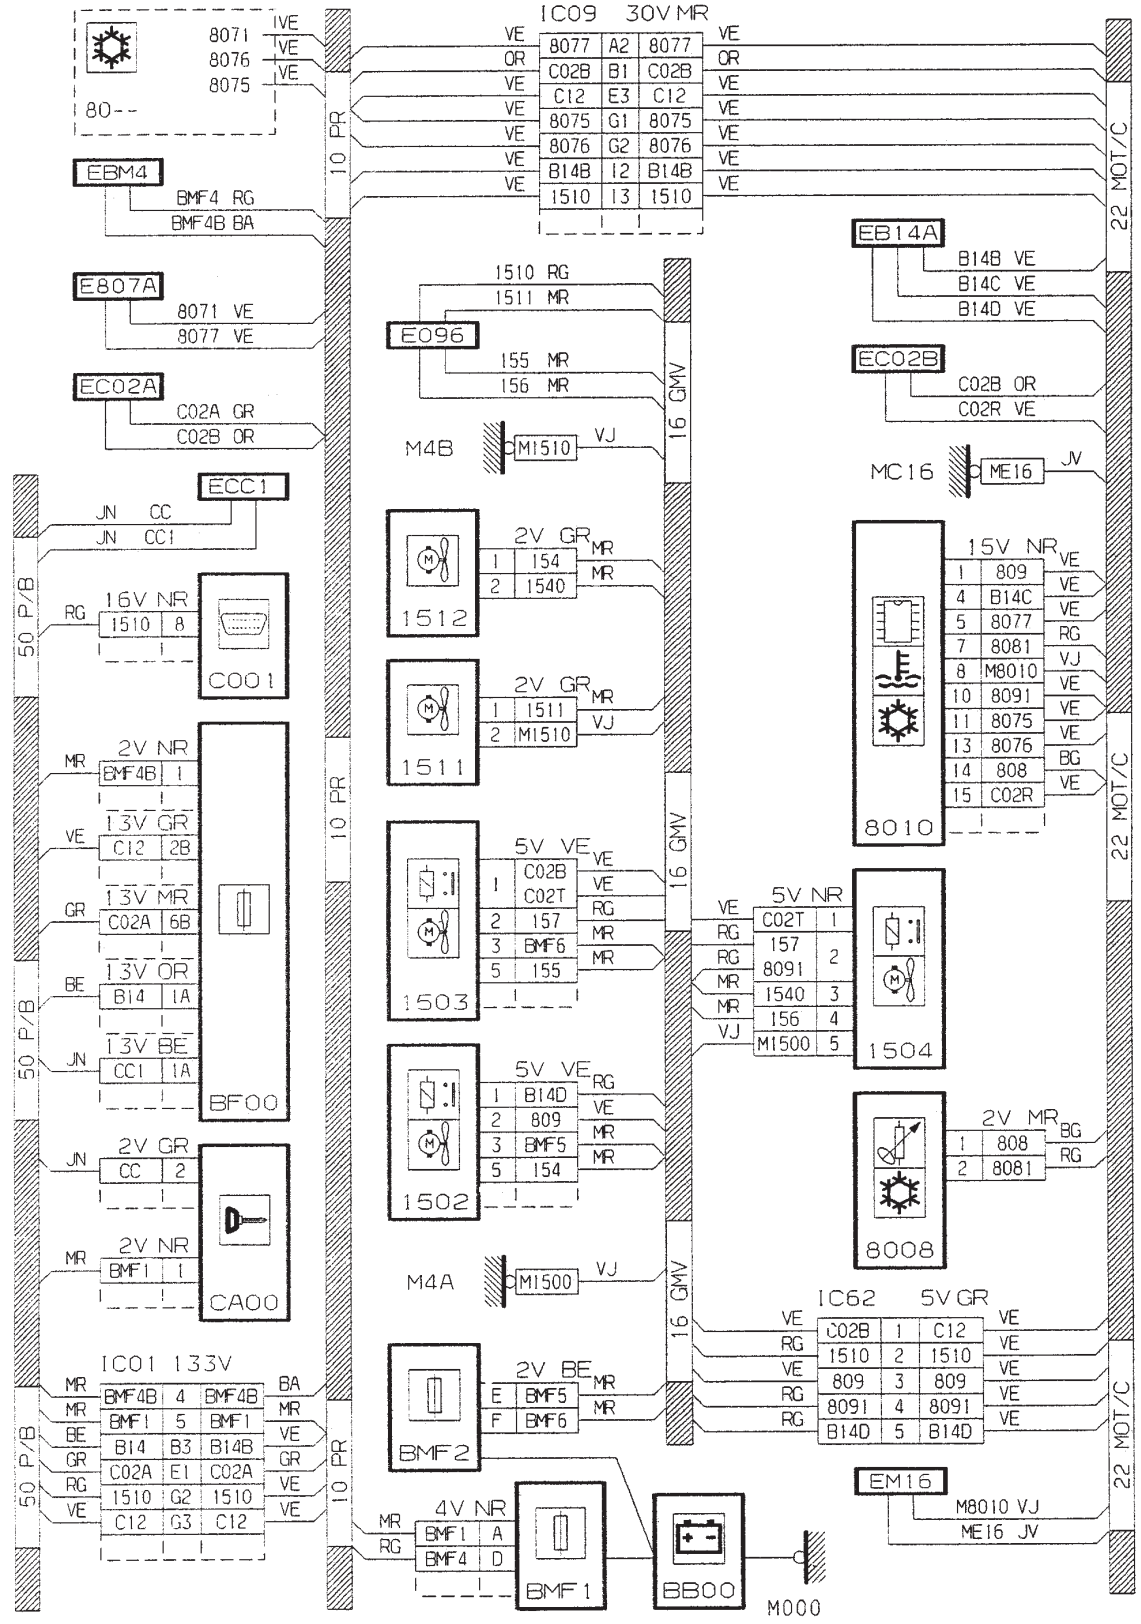 8071 VE
8076 VE
8075 VE
80--
IC09 30V MR
VE 8077 A2 8077 VE
OR C02B B1 C02B OR
VE C12 E3 C12 VE
VE 8075 G1 8075 VE
VE 8076 G2 8076 VE
VE B14B I2 B14B VE
VE 1510 I3 1510 VE
10 PR
22 MOT/C
EBM4
BMF4 RG
BMF4B BA
E807A
8071 VE
8077 VE
EC02A
C02A GR
C02B OR
ECC1
JN CC
JN CC1
50 P/B
16V NR
RG 1510 8
C001
2V NR
MR BMF4B 1
13V GR
VE C12 2B
13V MR
GR C02A 6B
13V OR
BE B14 1A
13V BE
JN CC1 1A
BF00
50 P/B
10 PR
2V GR
JN CC 2
2V NR
MR BMF1 1
CA00
IC01 133V
MR BMF4B 4 BMF4B BA
MR BMF1 5 BMF1 MR
BE B14 B3 B14B VE
GR C02A E1 C02A GR
RG 1510 G2 1510 VE
VE C12 G3 C12 VE
50 P/B
10 PR
1510 RG
1511 MR
E096
155 MR
156 MR
16 GMV
M4B M1510 VJ
2V GR
1 154 MR
2 1540 MR
1512
2V GR
1 1511 MR
2 M1510 VJ
1511
16 GMV
5V VE
1 C02B VE
C02T VE
2 157 RG
3 BMF6 MR
5 155 MR
1503
5V VE
1 B14D RG
2 809 VE
3 BMF5 MR
5 154 MR
1502
M4A M1500 VJ
16 GMV
2V BE
E BMF5 MR
F BMF6 MR
BMF2
4V NR
MR BMF1 A
RG BMF4 D
BMF1
BB00
M000
EB14A
B14B VE
B14C VE
B14D VE
EC02B
C02B OR
C02R VE
MC16 ME16 JV
15V NR
1 809 VE
4 B14C VE
5 8077 VE
7 8081 RG
8 M8010 VJ
10 8091 VE
11 8075 VE
13 8076 VE
14 808 BG
15 C02R VE
8010
22 MOT/C
5V NR
VE C02T 1
RG 157 2
RG 8091
MR 1540 3
MR 156 4
VJ M1500 5
1504
2V MR
1 808 BG
2 8081 RG
8008
IC62 5V GR
VE C02B 1 C12 VE
RG 1510 2 1510 VE
VE 809 3 809 VE
RG 8091 4 8091 VE
RG B14D 5 B14D VE
22 MOT/C
EM16
M8010 VJ
ME16 JV